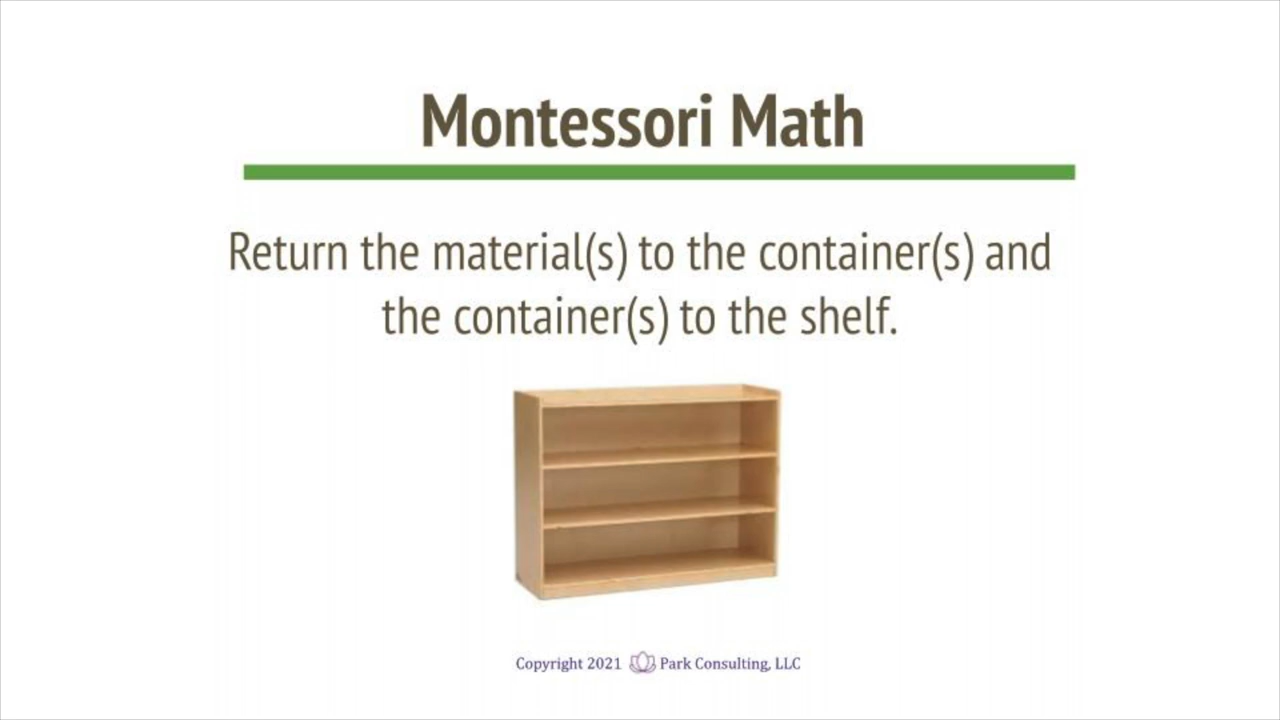 Montessori Math
Return the material(s) to the container(s) and
the container(s) to the shelf.
Copyright 2021 Park Consulting, LLC